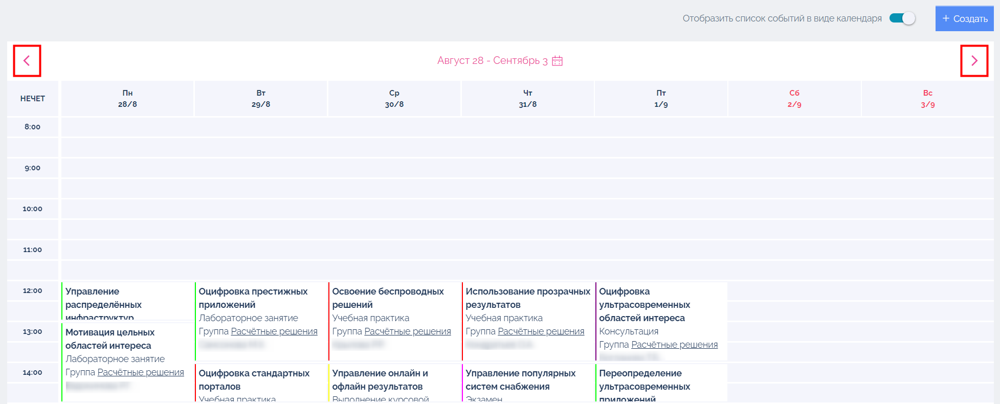 Отобразить список событий в виде календаря
+ Создать
Август 28 - Сентябрь 3
НЕЧЕТ
Пн
28/8
Вт
29/8
Ср
30/8
Чт
31/8
Пт
1/9
Сб
2/9
Вс
3/9
8:00
9:00
10:00
11:00
12:00
13:00
14:00
Управление
распределённых
инфраструктур
Мотивация цельных
областей интереса
Лабораторное занятие
Группа Расчётные решения
Оцифровка престижных
приложений
Лабораторное занятие
Группа Расчётные решения
Оцифровка стандартных
порталов
Учебная практика
Освоение беспроводных
решений
Учебная практика
Группа Расчётные решения
Управление онлайн и
офлайн результатов
Выполнение курсовой
Использование прозрачных
результатов
Учебная практика
Группа Расчётные решения
Управление популярных
систем снабжения
Экзамен
Оцифровка
ультрасовременных
областей интереса
Консультация
Группа Расчётные решения
Переопределение
ультрасовременных
приложений